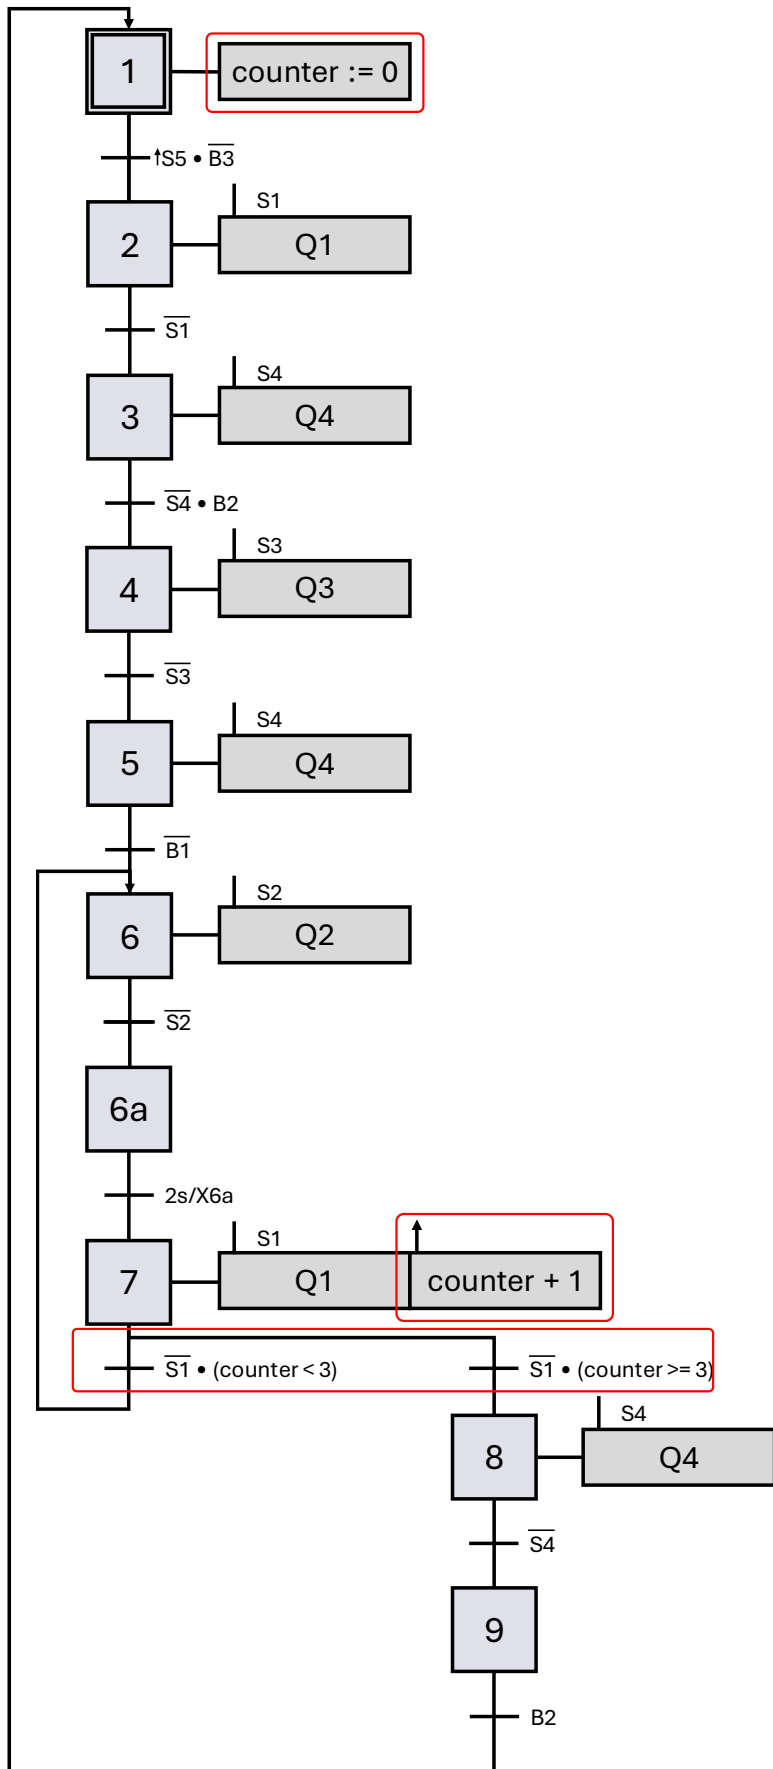 1
counter := 0
↑S5 • B̅3̅
S1
2
Q1
S̅1̅
S4
3
Q4
S̅4̅ • B2
S3
4
Q3
S̅3̅
S4
5
Q4
B̅1̅
S2
6
Q2
S̅2̅
6a
2s/X6a
S1
7
Q1
counter + 1
S̅1̅ • (counter < 3)
S̅1̅ • (counter >= 3)
S4
8
Q4
S̅4̅
9
B2